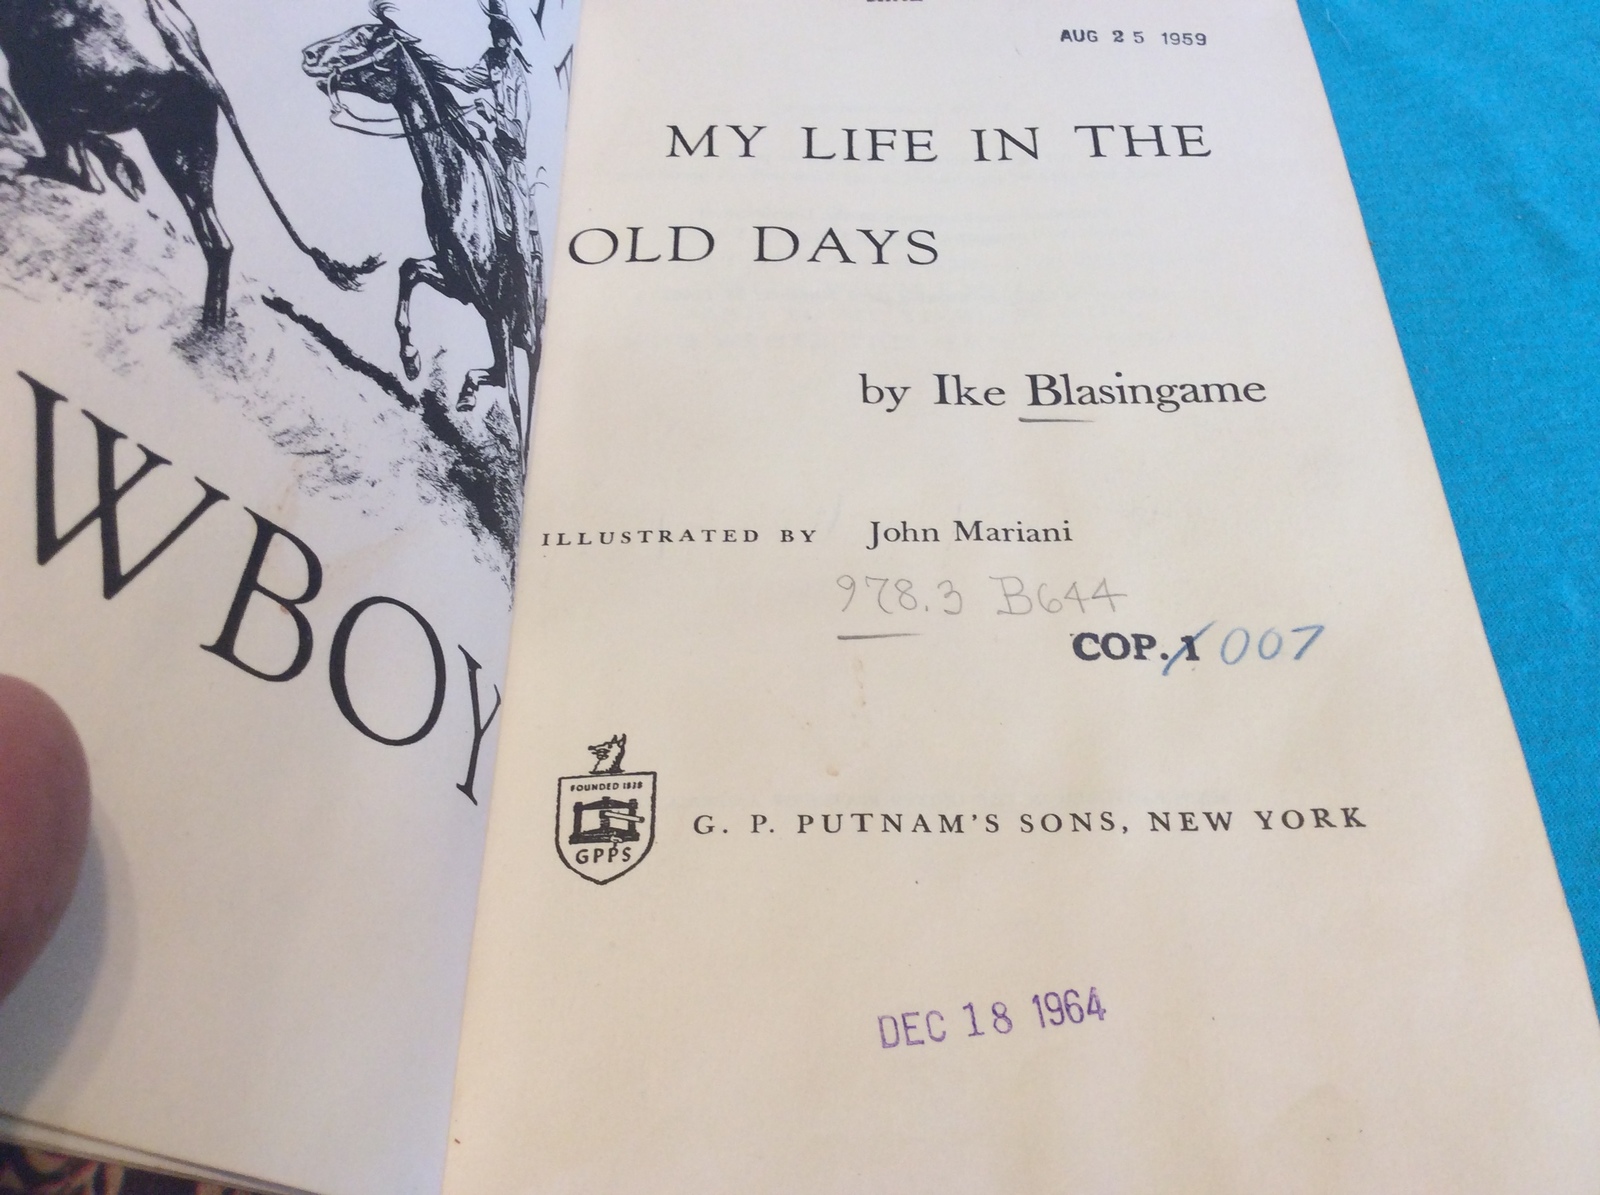 WBOY
AUG 25 1959
MY LIFE IN THE
OLD DAYS
by Ike Blasingame
ILLUSTRATED BY John Mariani
978.3 B644
COP. 1 007
FOUNDED 1838
GPPS
G. P. PUTNAM'S SONS, NEW YORK
DEC 18 1964